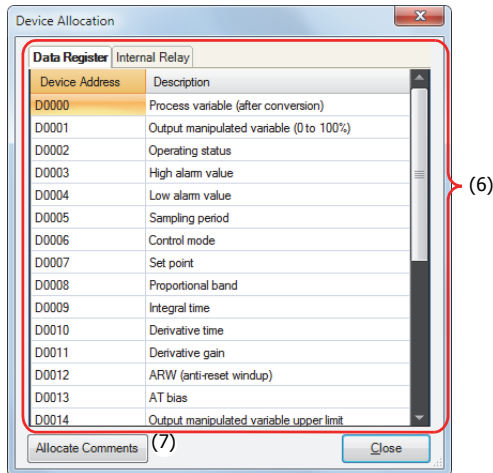 Device Allocation
x
Data Register Internal Relay
Device Address Description
D0000 Process variable (after conversion)
D0001 Output manipulated variable (0 to 100%)
D0002 Operating status
D0003 High alarm value
D0004 Low alarm value
D0005 Sampling period
D0006 Control mode
D0007 Set point
(6)
D0008 Proportional band
D0009 Integral time
D0010 Derivative time
D0011 Derivative gain
D0012 ARW (anti-reset windup)
D0013 AT bias
D0014 Output manipulated variable upper limit
Allocate Comments (7) Close